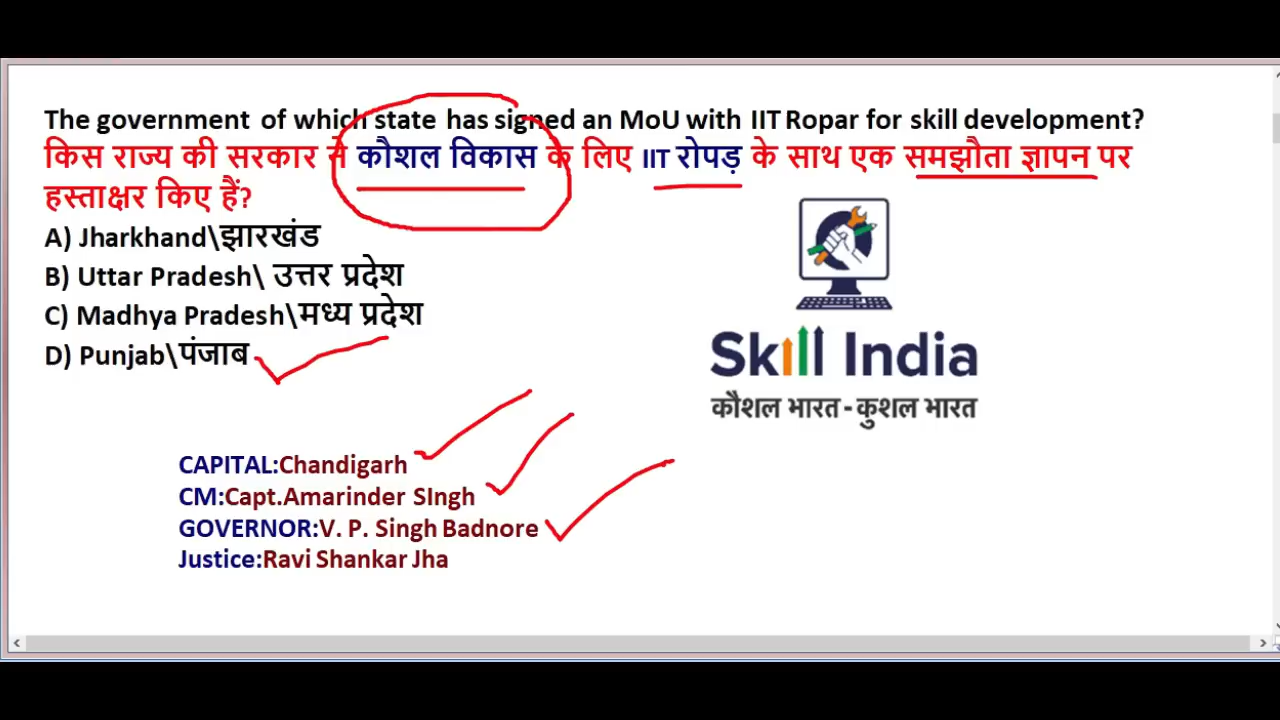 The government of which state has signed an MoU with IIT Ropar for skill development?
किस राज्य की सरकार ने कौशल विकास के लिए IIT रोपड़ के साथ एक समझौता ज्ञापन पर
हस्ताक्षर किए हैं?
A) Jharkhand\झारखंड
B) Uttar Pradesh\ उत्तर प्रदेश
C) Madhya Pradesh\मध्य प्रदेश
D) Punjab\पंजाब
Skill India
कौशल भारत - कुशल भारत
CAPITAL:Chandigarh
CM:Capt.Amarinder SIngh
GOVERNOR:V. P. Singh Badnore
Justice:Ravi Shankar Jha